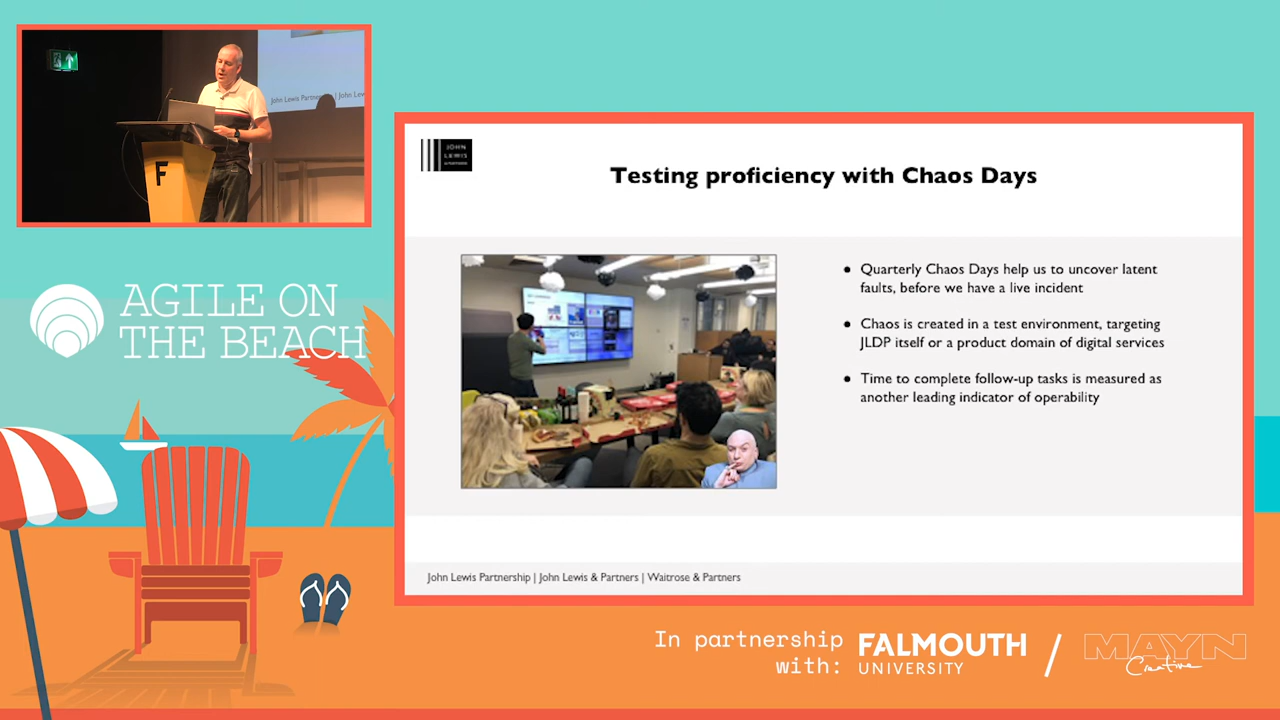 John Lewis Partnership | John Lew
F
AGILE ON
THE BEACH
JOHN
LEWIS
Testing proficiency with Chaos Days
● Quarterly Chaos Days help us to uncover latent
faults, before we have a live incident
● Chaos is created in a test environment, targeting
JLDP itself or a product domain of digital services
● Time to complete follow-up tasks is measured as
another leading indicator of operability
John Lewis Partnership | John Lewis & Partners | Waitrose & Partners
In partnership
with:
FALMOUTH
UNIVERSITY
/
MAYN
Creative